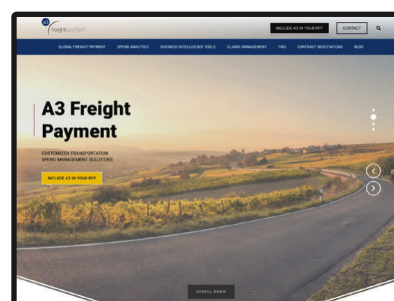 A3
freightpayment
INCLUDE A3 IN YOUR RFP
CONTACT
GLOBAL FREIGHT PAYMENT SPEND ANALYTICS BUSINESS INTELLIGENCE TOOLS CLAIMS MANAGEMENT TMS CONTRACT NEGOTIATIONS BLOG
A3 Freight
Payment
CUSTOMIZED TRANSPORTATION
SPEND MANAGEMENT SOLUTIONS
INCLUDE A3 IN YOUR RFP
SCROLL DOWN